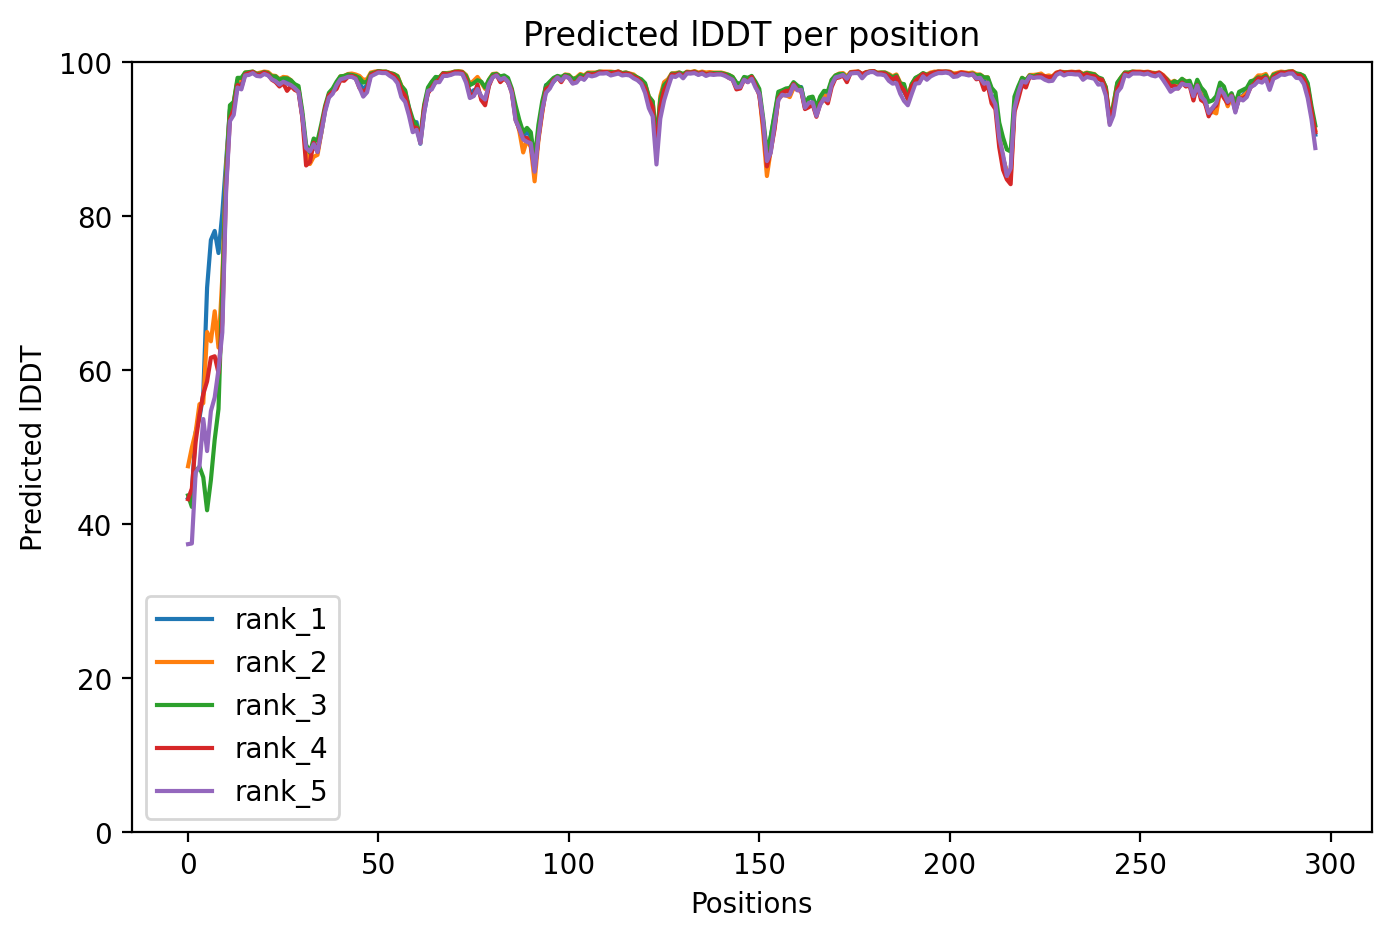 Predicted lDDT per position
100
80
60
40
20
0
Predicted lDDT
rank_1
rank_2
rank_3
rank_4
rank_5
0 50 100 150 200 250 300
Positions